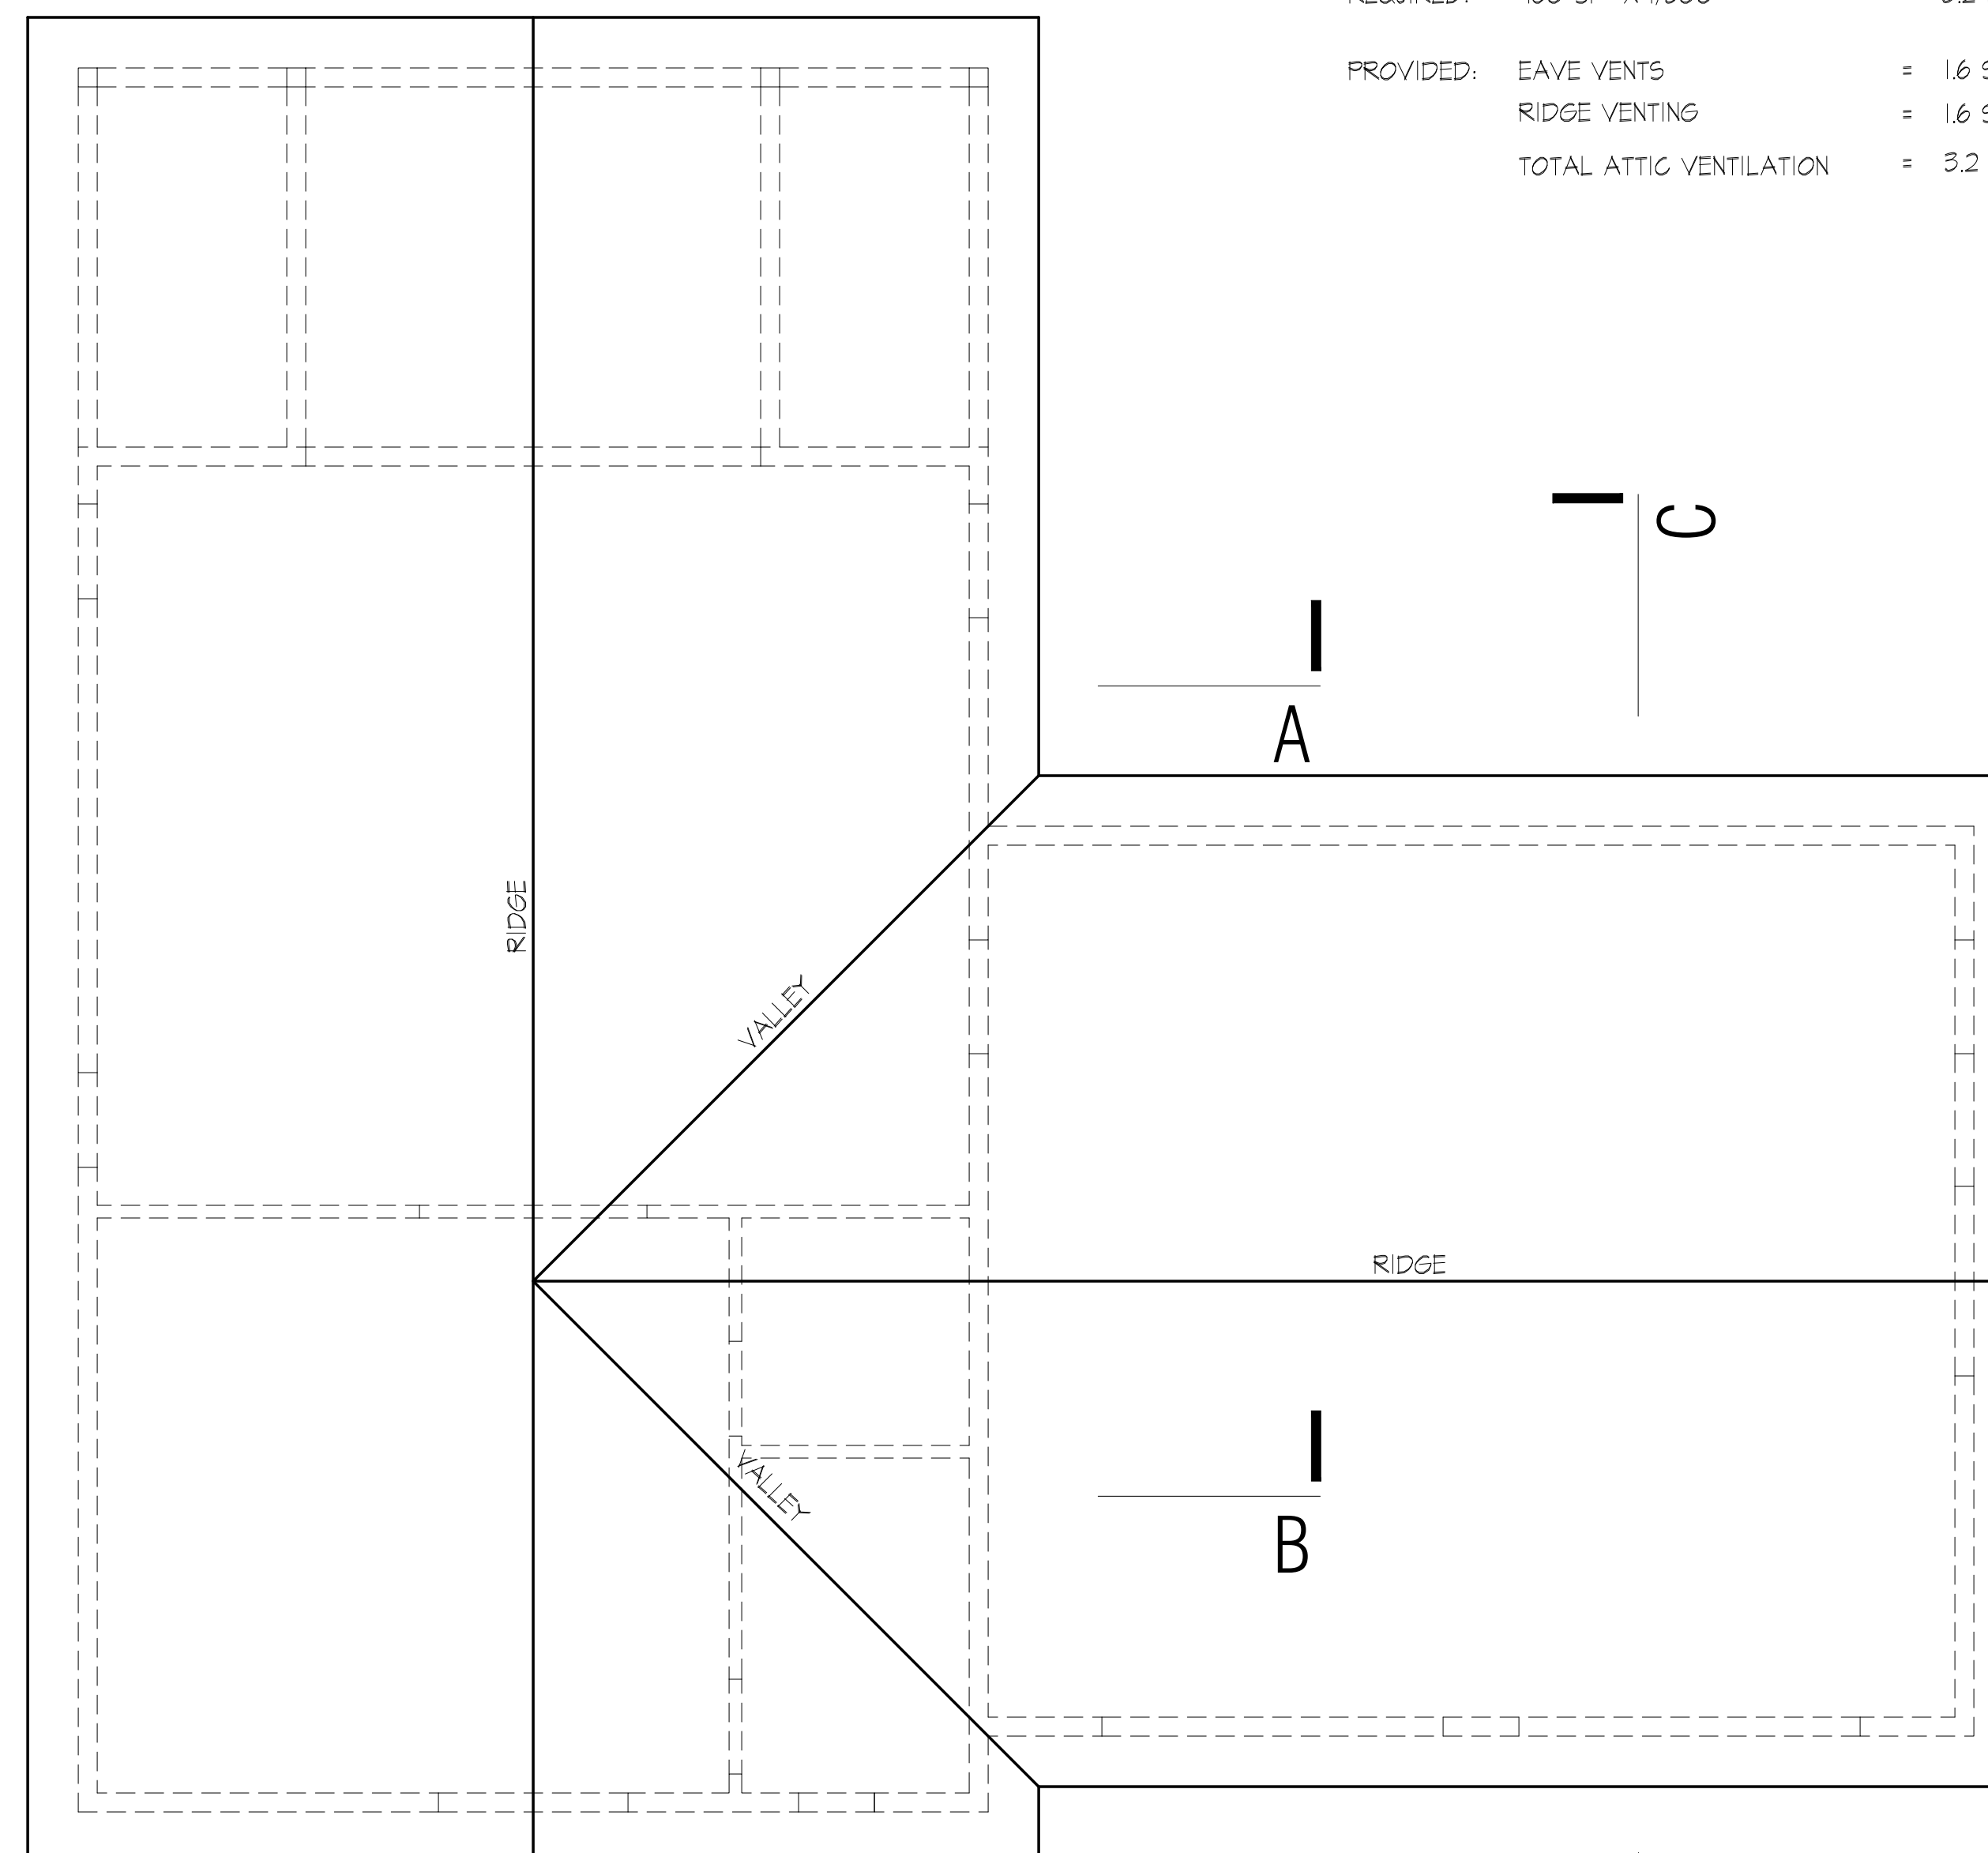 PROVIDED: EAVE VENTS = 1.6 S
RIDGE VENTING = 1.6 S
TOTAL ATTIC VENTILATION = 3.2
C
A
RIDGE
VALLEY
RIDGE
VALLEY
B